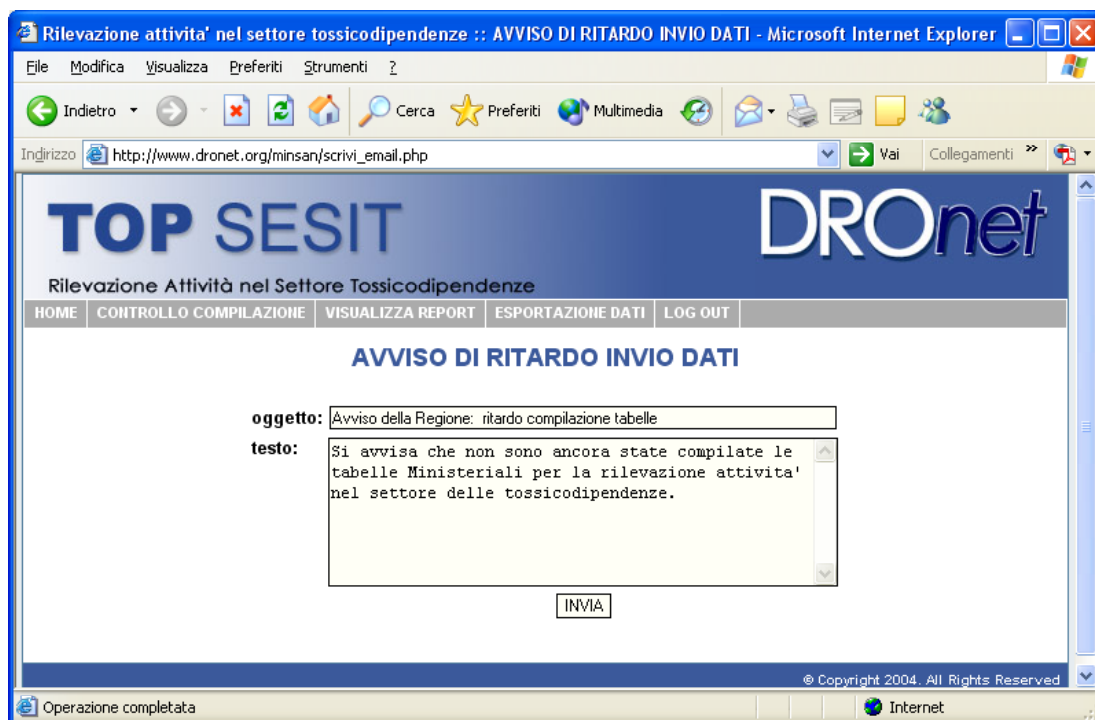 Rilevazione attivita' nel settore tossicodipendenze :: AVVISO DI RITARDO INVIO DATI - Microsoft Internet Explorer
File Modifica Visualizza Preferiti Strumenti ?
Indietro Cerca Preferiti Multimedia
Indirizzo http://www.dronet.org/minsan/scrivi_email.php Vai Collegamenti »
TOP SESIT DROnet
Rilevazione Attività nel Settore Tossicodipendenze
HOME CONTROLLO COMPILAZIONE VISUALIZZA REPORT ESPORTAZIONE DATI LOG OUT
AVVISO DI RITARDO INVIO DATI
oggetto: Avviso della Regione: ritardo compilazione tabelle
testo: Si avvisa che non sono ancora state compilate le
tabelle Ministeriali per la rilevazione attivita'
nel settore delle tossicodipendenze.
INVIA
© Copyright 2004. All Rights Reserved
Operazione completata Internet